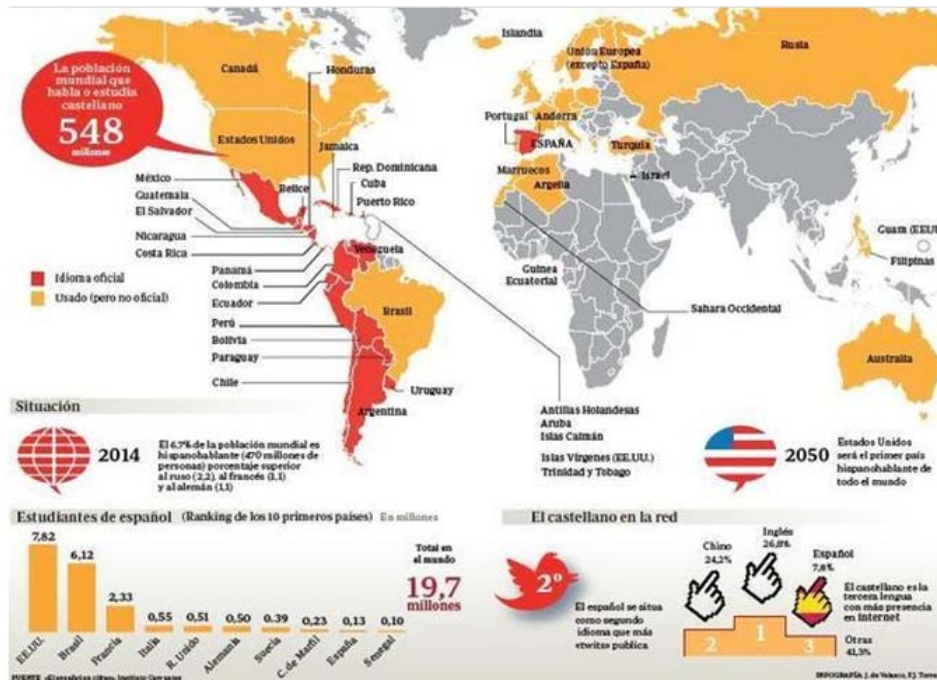 Islandia
Rusia
Unión Europea
(excepto España)
Canadá
Honduras
La población
mundial que
habla o estudia
castellano
548
millones
Estados Unidos
Jamaica
Portugal
Andorra
ESPAÑA
Turquía
Rep. Dominicana
Marruecos
Israel
Argelia
México
Belice
Cuba
Guatemala
Puerto Rico
El Salvador
Nicaragua
Guam (EE.UU
Costa Rica
Venezuela
Filipinas
Panamá
Guinea
Ecuatorial
Idioma oficial
Colombia
Usado (pero no oficial)
Ecuador
Brasil
Sahara Occidental
Perú
Bolivia
Paraguay
Australia
Chile
Uruguay
Argentina
Antillas Holandesas
Aruba
Islas Caimán
Islas Vírgenes (EE.UU.)
Trinidad y Tobago
Situación
2014
El 6,7% de la población mundial es
hispanohablante (470 millones de
personas) porcentaje superior
al ruso (2,2), al francés (1,1)
y al alemán (1,1)
2050
Estados Unidos
será el primer país
hispanohablante de
todo el mundo
Estudiantes de español (Ranking de los 10 primeros países) En millones
7,82
6,12
2,33
0,55
0,51
0,50
0.39
0,23
0,13
0,10
EE.UU.
Brasil
Francia
Italia
R. Unido
Alemania
Suecia
C. de Marfil
España
Senegal
Total en
el mundo
19,7
millones
El castellano en la red
2º
El español se situa
como segundo
idioma que más
«twits» publica
Chino
24,2%
Inglés
26,8%
Español
7,8%
2
1
3
El castellano es la
tercera lengua
con más presencia
en internet
Otras
41,3%
FUENTE: Instituto Cervantes
INFOGRAFÍA: J. de Velasco,